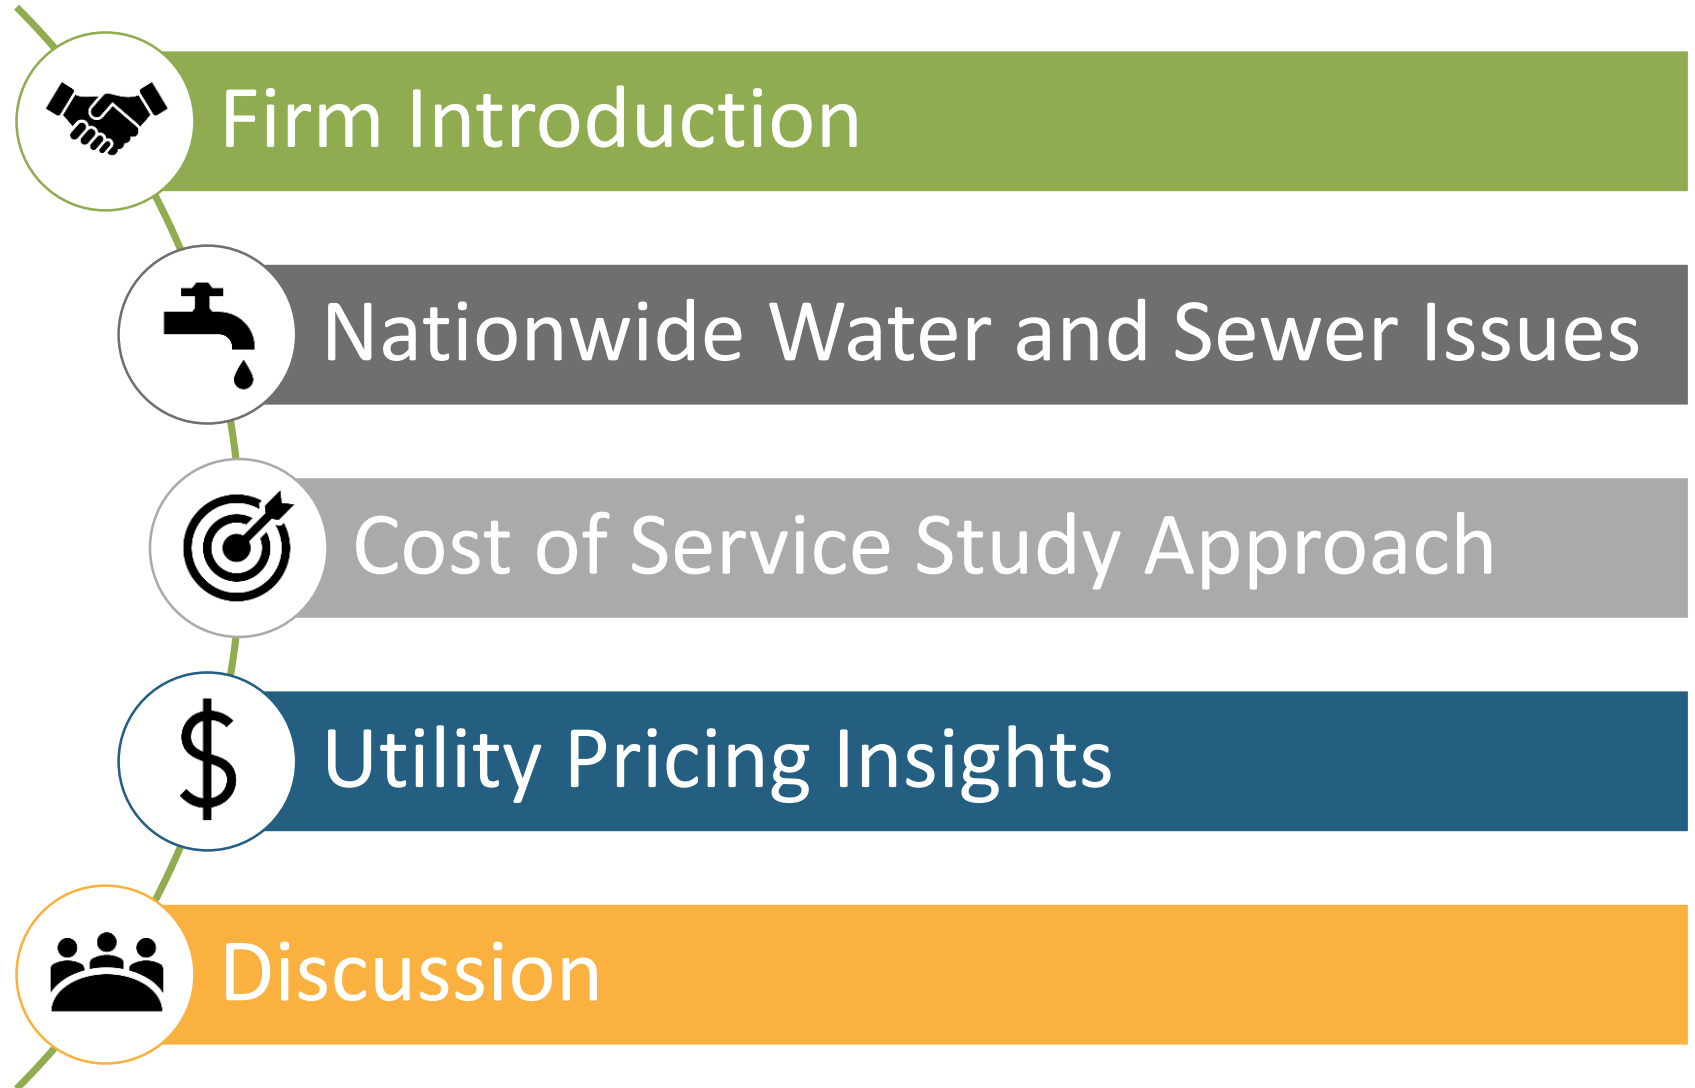 Firm Introduction
Nationwide Water and Sewer Issues
Cost of Service Study Approach
Utility Pricing Insights
Discussion